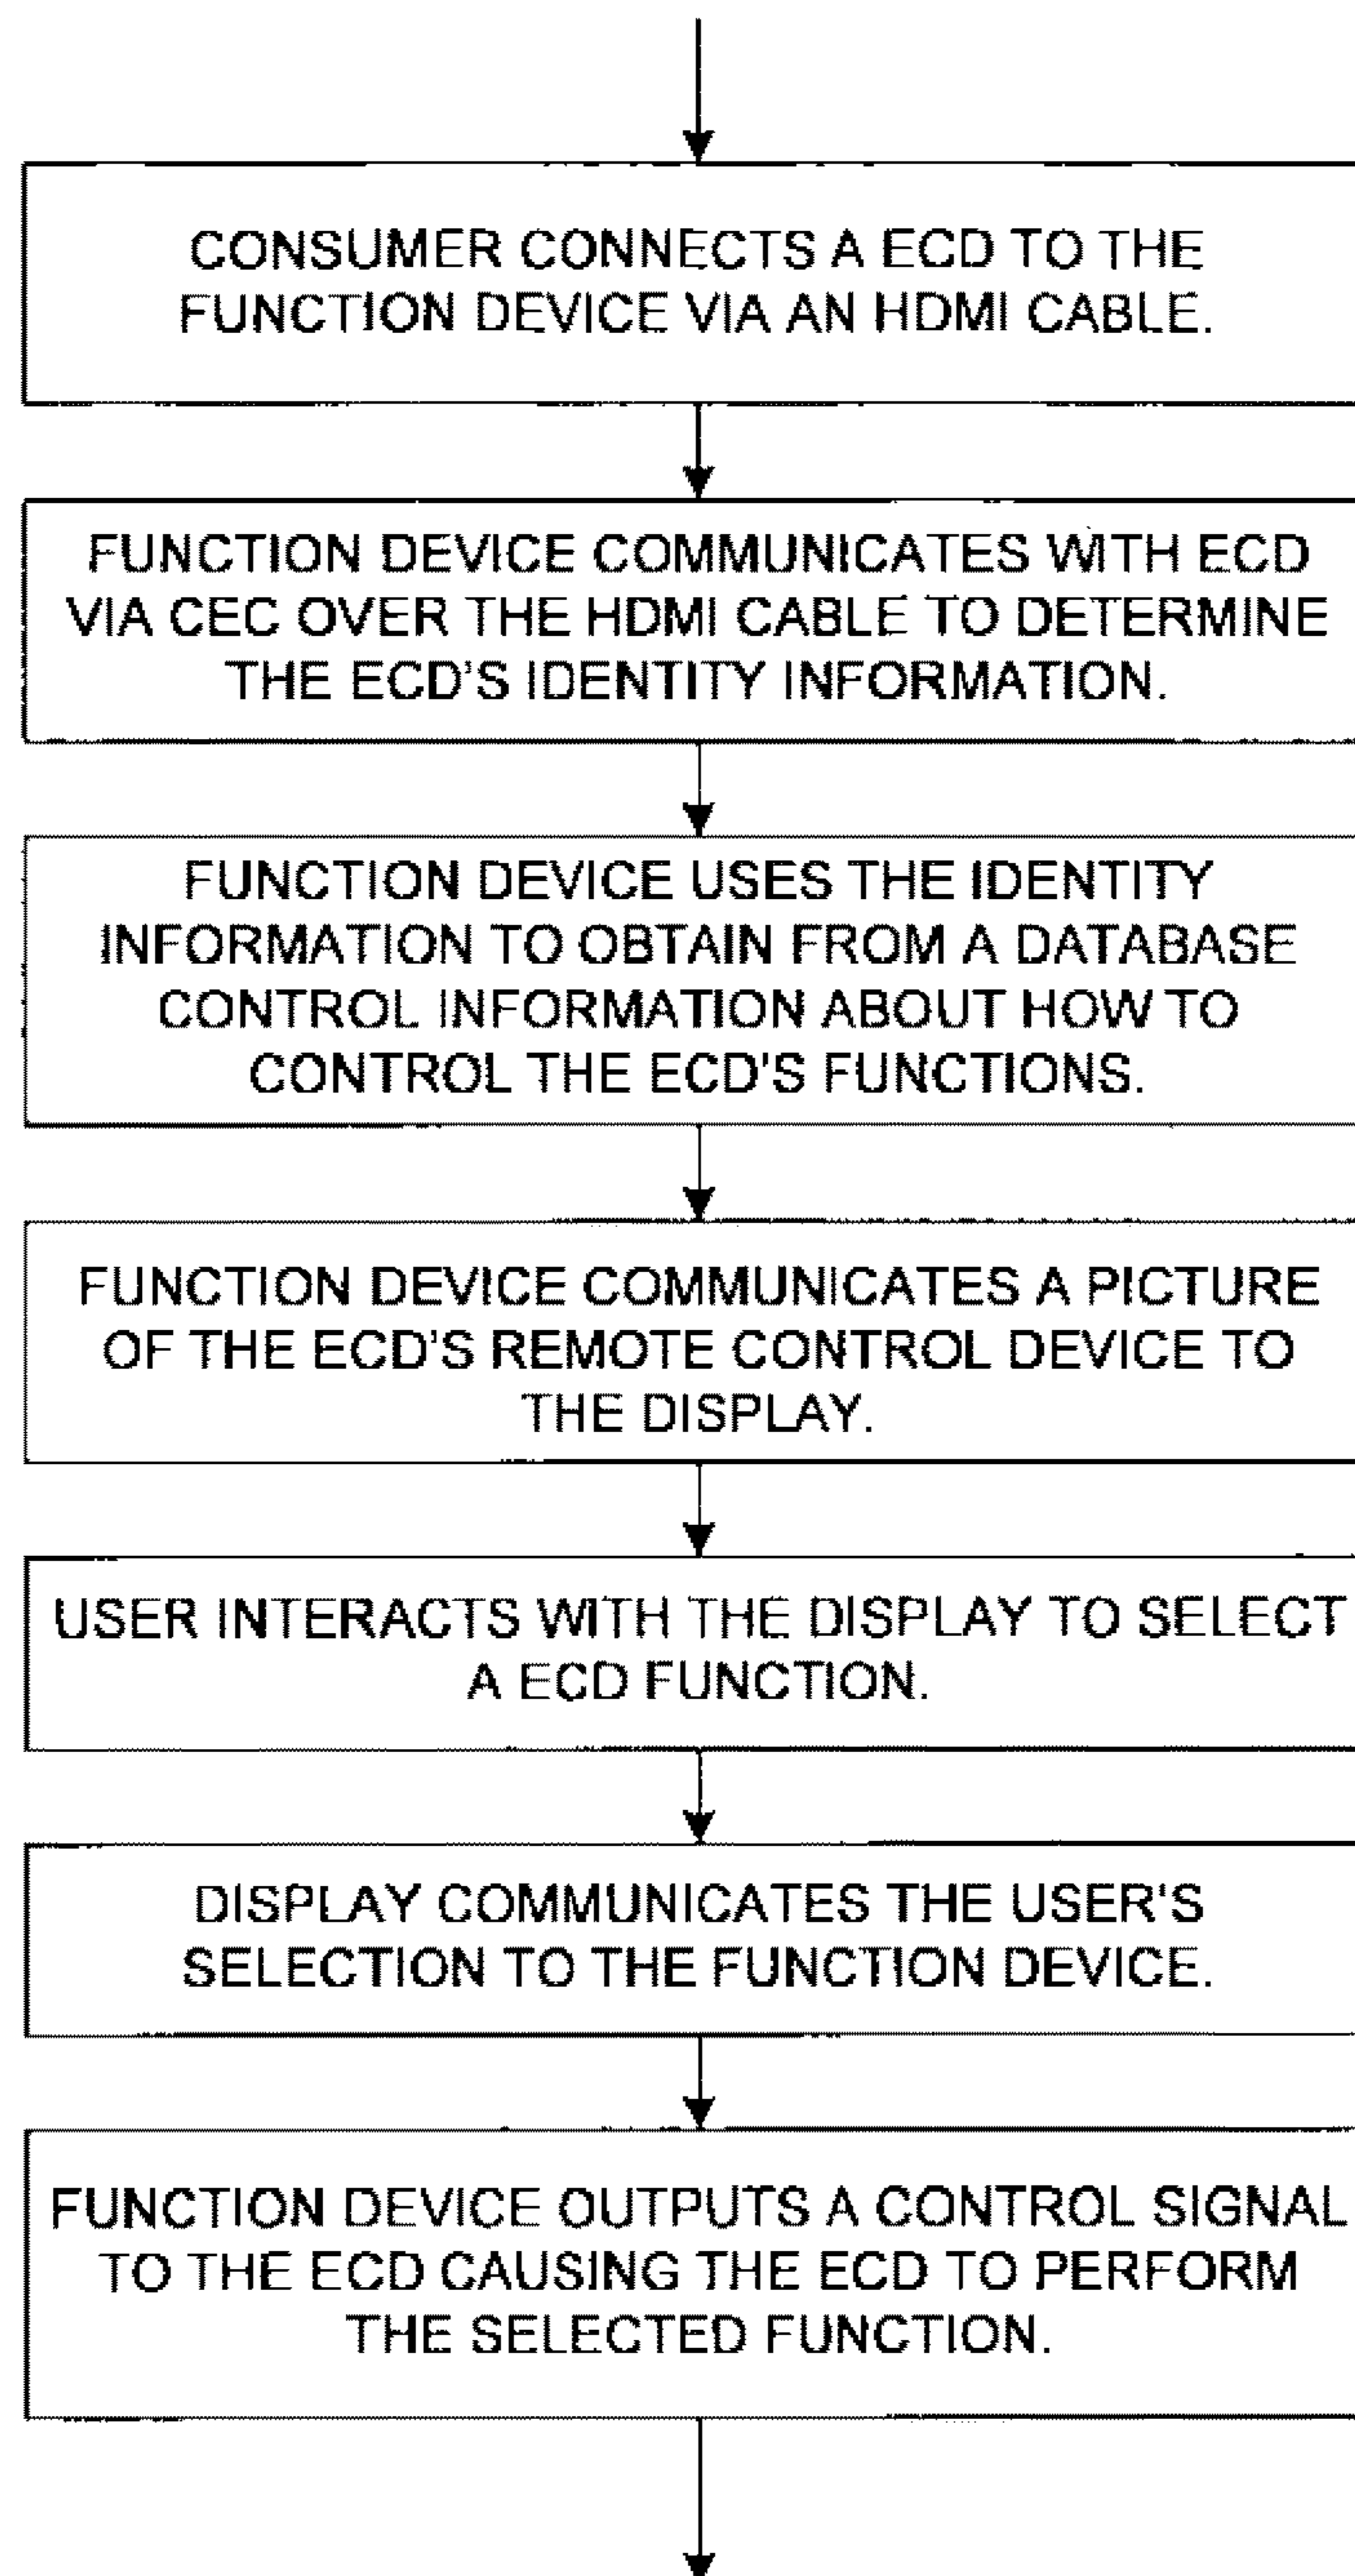 CONSUMER CONNECTS A ECD TO THE
FUNCTION DEVICE VIA AN HDMI CABLE.
FUNCTION DEVICE COMMUNICATES WITH ECD
VIA CEC OVER THE HDMI CABLE TO DETERMINE
THE ECD'S IDENTITY INFORMATION.
FUNCTION DEVICE USES THE IDENTITY
INFORMATION TO OBTAIN FROM A DATABASE
CONTROL INFORMATION ABOUT HOW TO
CONTROL THE ECD'S FUNCTIONS.
FUNCTION DEVICE COMMUNICATES A PICTURE
OF THE ECD'S REMOTE CONTROL DEVICE TO
THE DISPLAY.
USER INTERACTS WITH THE DISPLAY TO SELECT
A ECD FUNCTION.
DISPLAY COMMUNICATES THE USER'S
SELECTION TO THE FUNCTION DEVICE.
FUNCTION DEVICE OUTPUTS A CONTROL SIGNAL
TO THE ECD CAUSING THE ECD TO PERFORM
THE SELECTED FUNCTION.